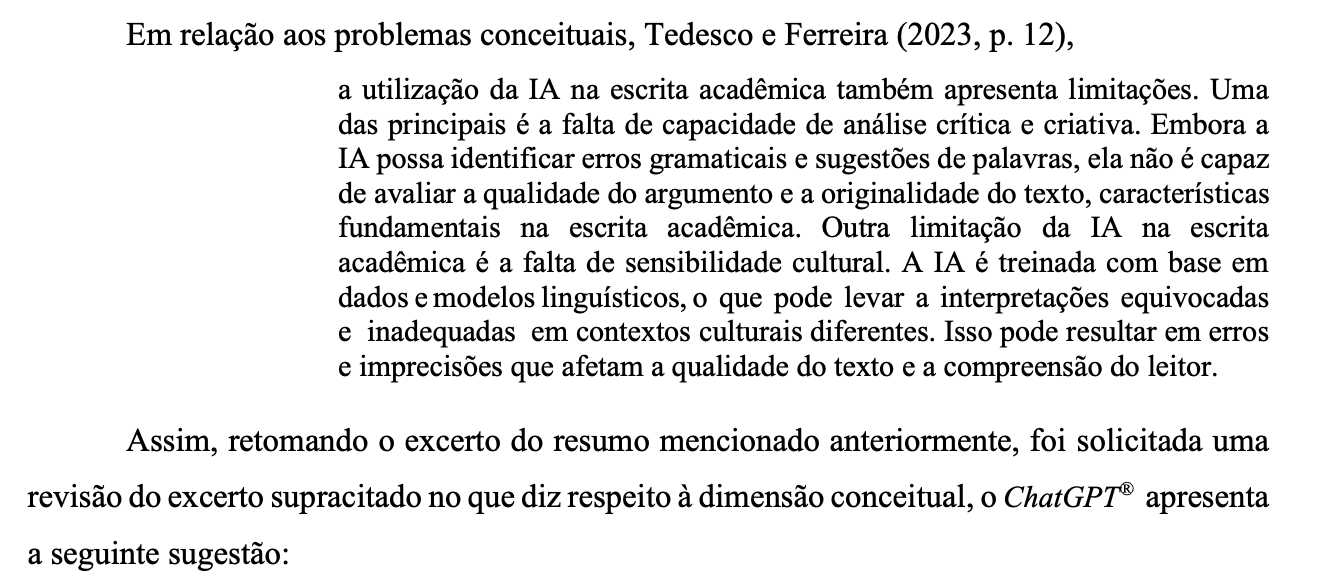 Em relação aos problemas conceituais, Tedesco e Ferreira (2023, p. 12),
a utilização da IA na escrita acadêmica também apresenta limitações. Uma
das principais é a falta de capacidade de análise crítica e criativa. Embora a
IA possa identificar erros gramaticais e sugestões de palavras, ela não é capaz
de avaliar a qualidade do argumento e a originalidade do texto, características
fundamentais na escrita acadêmica. Outra limitação da IA na escrita
acadêmica é a falta de sensibilidade cultural. A IA é treinada com base em
dados e modelos linguísticos, o que pode levar a interpretações equivocadas
e inadequadas em contextos culturais diferentes. Isso pode resultar em erros
e imprecisões que afetam a qualidade do texto e a compreensão do leitor.
Assim, retomando o excerto do resumo mencionado anteriormente, foi solicitada uma
revisão do excerto supracitado no que diz respeito à dimensão conceitual, o ChatGPT® apresenta
a seguinte sugestão: